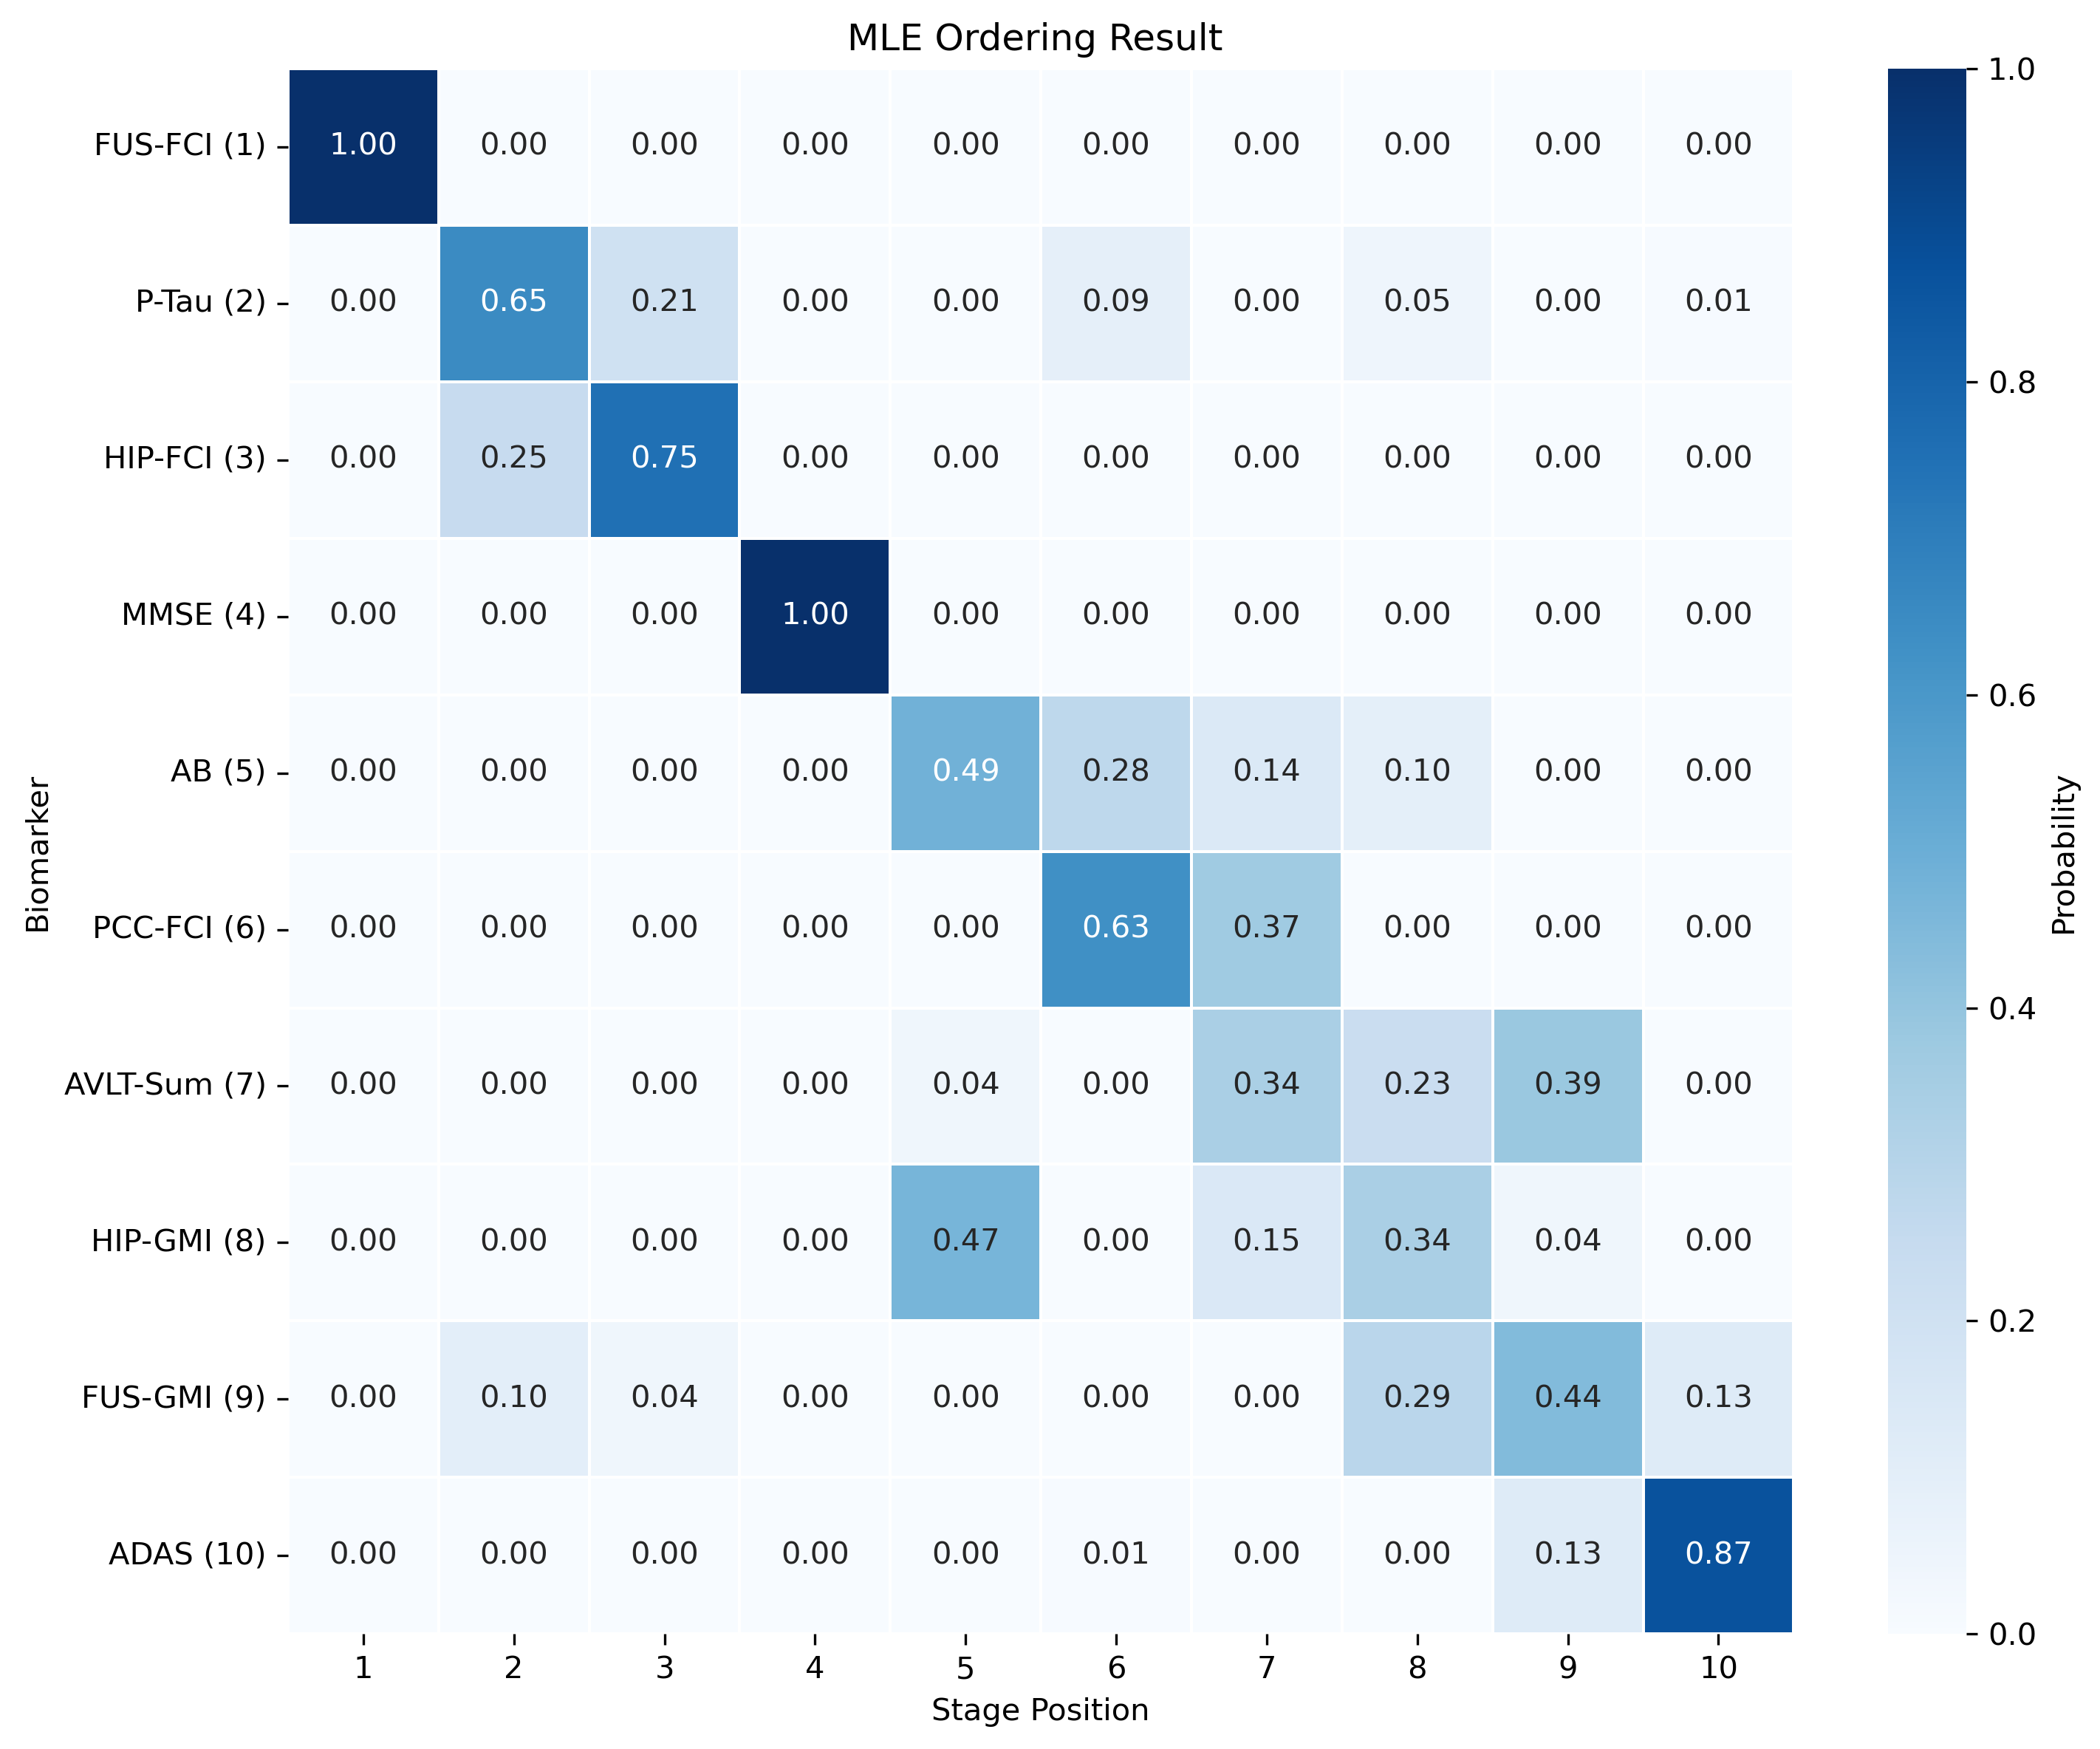 MLE Ordering Result
FUS-FCI (1) 1.00 0.00 0.00 0.00 0.00 0.00 0.00 0.00 0.00 0.00
P-Tau (2) 0.00 0.65 0.21 0.00 0.00 0.09 0.00 0.05 0.00 0.01
HIP-FCI (3) 0.00 0.25 0.75 0.00 0.00 0.00 0.00 0.00 0.00 0.00
MMSE (4) 0.00 0.00 0.00 1.00 0.00 0.00 0.00 0.00 0.00 0.00
AB (5) 0.00 0.00 0.00 0.00 0.49 0.28 0.14 0.10 0.00 0.00
PCC-FCI (6) 0.00 0.00 0.00 0.00 0.00 0.63 0.37 0.00 0.00 0.00
AVLT-Sum (7) 0.00 0.00 0.00 0.00 0.04 0.00 0.34 0.23 0.39 0.00
HIP-GMI (8) 0.00 0.00 0.00 0.00 0.47 0.00 0.15 0.34 0.04 0.00
FUS-GMI (9) 0.00 0.10 0.04 0.00 0.00 0.00 0.00 0.29 0.44 0.13
ADAS (10) 0.00 0.00 0.00 0.00 0.00 0.01 0.00 0.00 0.13 0.87
1 2 3 4 5 6 7 8 9 10
Stage Position
Biomarker
1.0
0.8
0.6
0.4
0.2
0.0
Probability